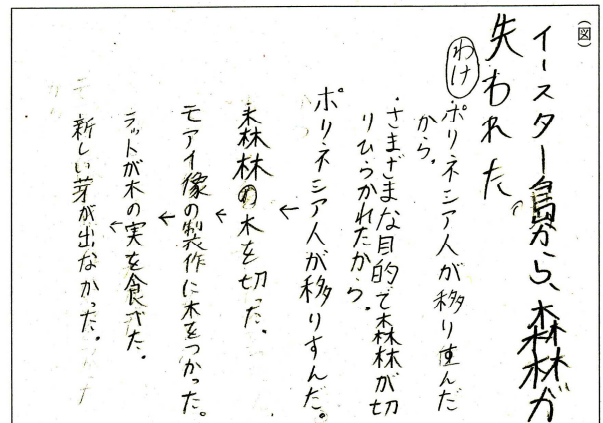 (図)
イースター島から、森林が
失われた。
わけ
ポリネシア人が移りすんだ
から。
・さまざまな目的で森林が切
りひらかれたから。
ポリネシア人が移りすんだ。
←
森林の木を切った。
←
モアイ像の製作に木をつかった。
←
ラットが木の実を食べた。
←
新しい芽が出なかった。